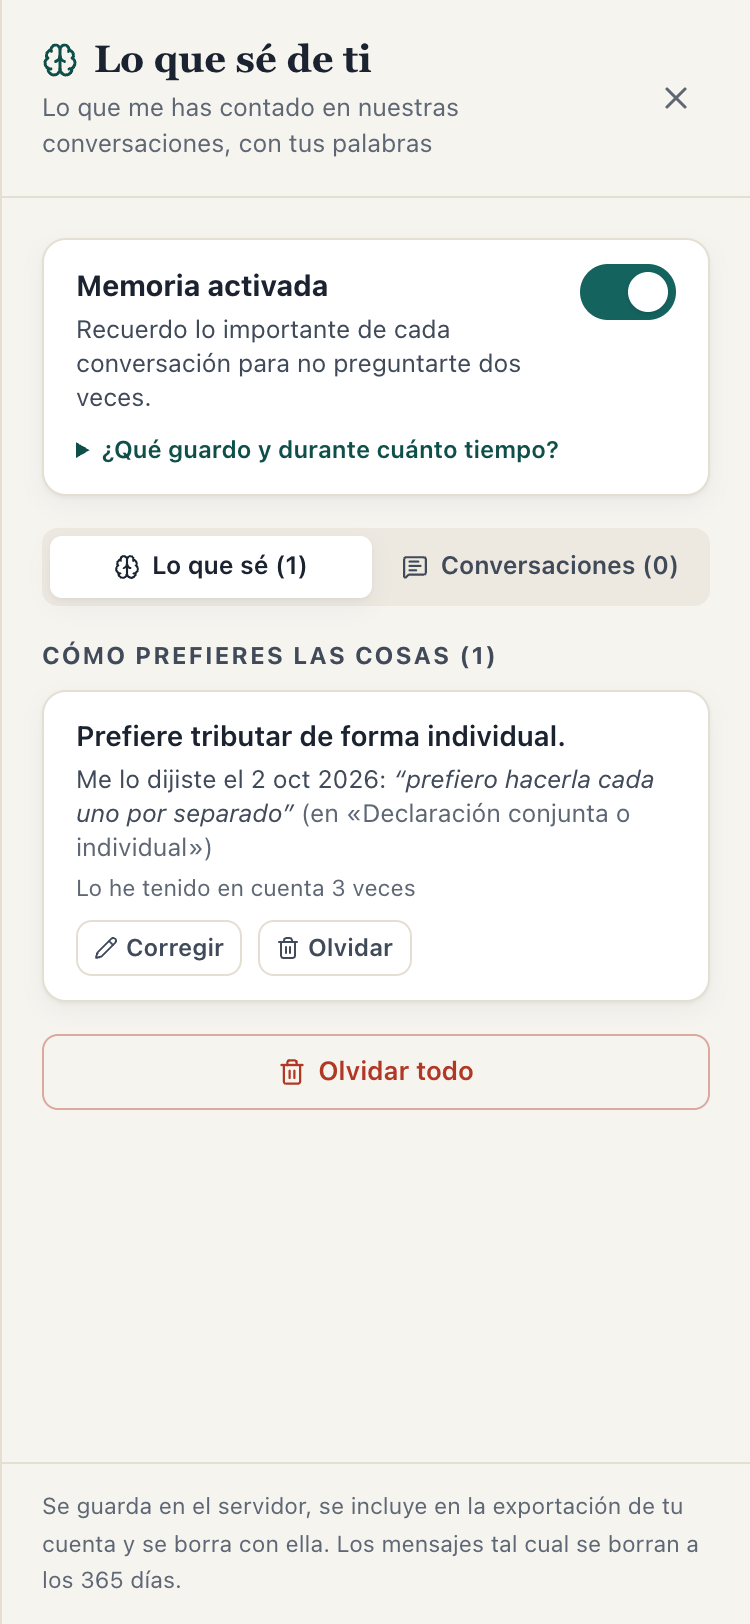 Lo que sé de ti
Lo que me has contado en nuestras
conversaciones, con tus palabras
Memoria activada
Recuerdo lo importante de cada
conversación para no preguntarte dos
veces.
¿Qué guardo y durante cuánto tiempo?
Lo que sé (1)
Conversaciones (0)
CÓMO PREFIERES LAS COSAS (1)
Prefiere tributar de forma individual.
Me lo dijiste el 2 oct 2026: “prefiero hacerla cada
uno por separado” (en «Declaración conjunta o
individual»)
Lo he tenido en cuenta 3 veces
Corregir
Olvidar
Olvidar todo
Se guarda en el servidor, se incluye en la exportación de tu
cuenta y se borra con ella. Los mensajes tal cual se borran a
los 365 días.